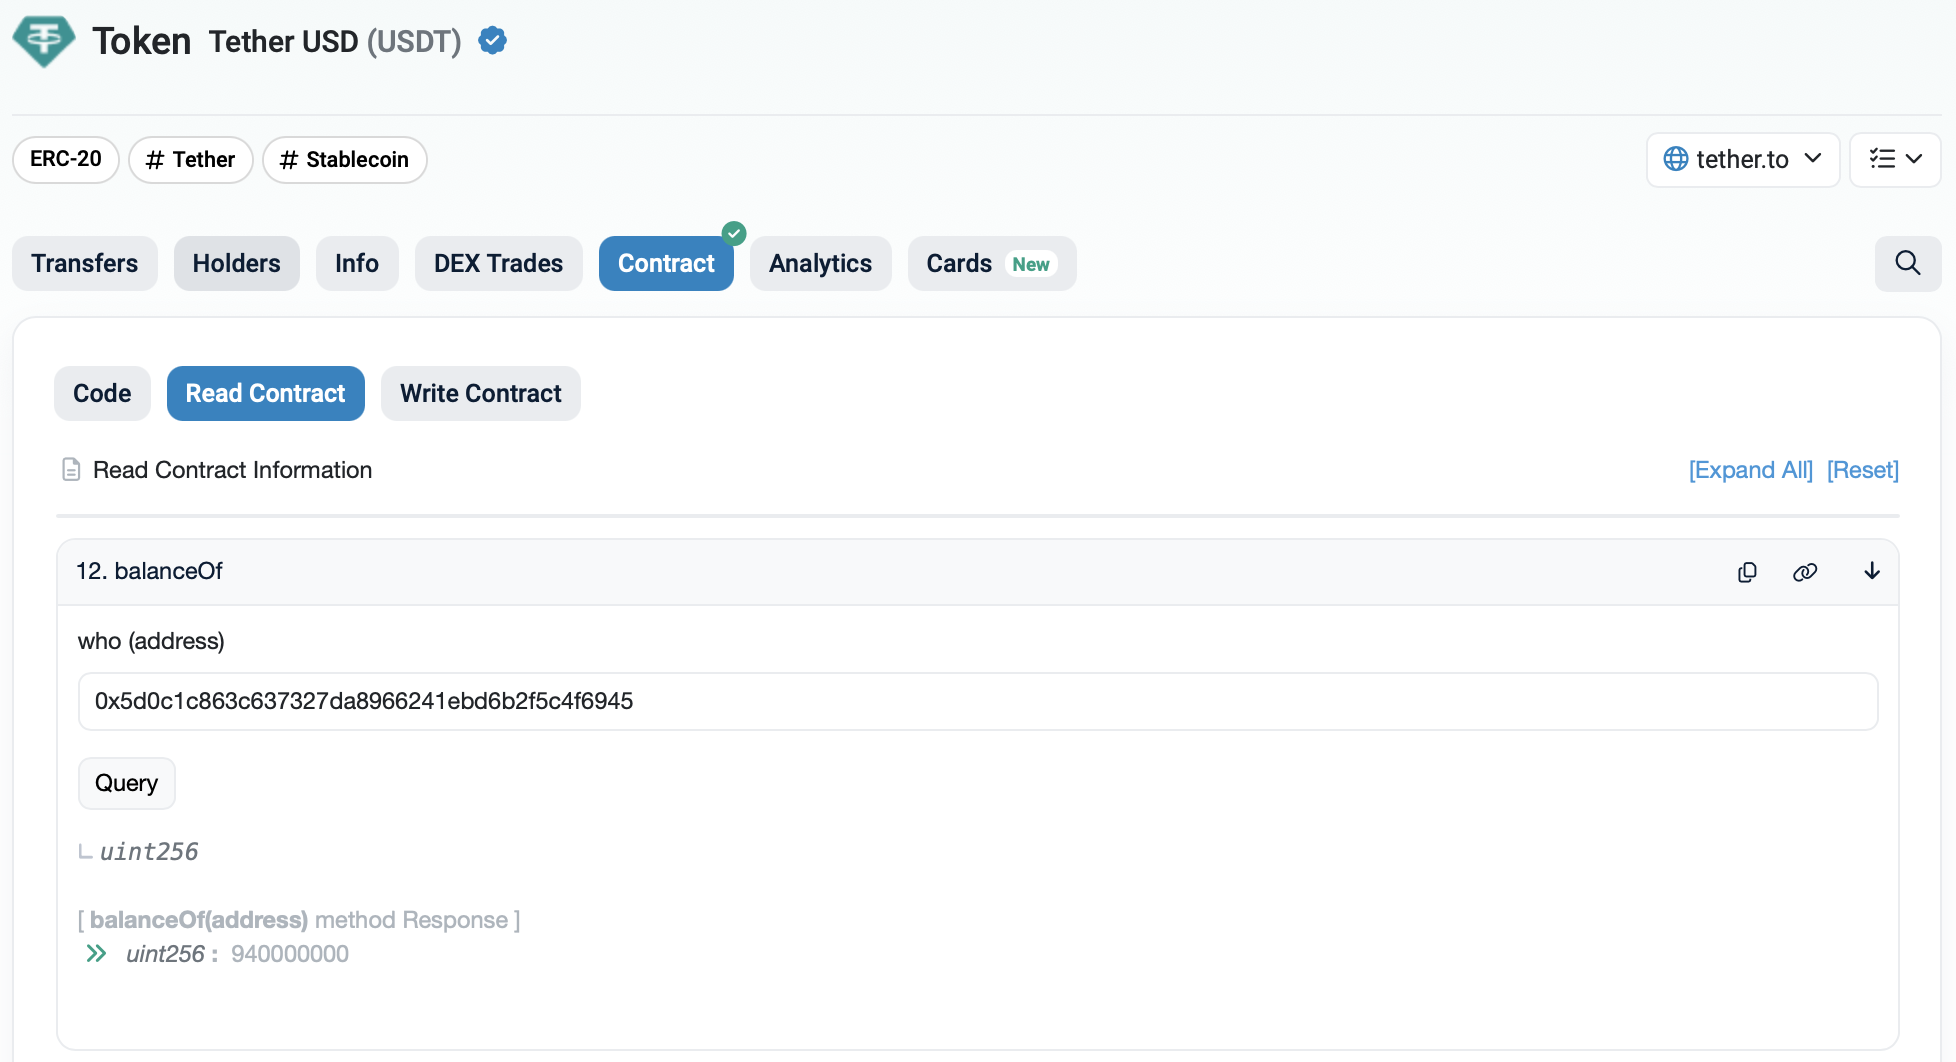 Token Tether USD (USDT)
ERC-20 # Tether # Stablecoin tether.to
Transfers Holders Info DEX Trades Contract Analytics Cards New
Code Read Contract Write Contract
Read Contract Information [Expand All] [Reset]
12. balanceOf
who (address)
0x5d0c1c863c637327da8966241ebd6b2f5c4f6945
Query
uint256
[ balanceOf(address) method Response ]
uint256 : 940000000